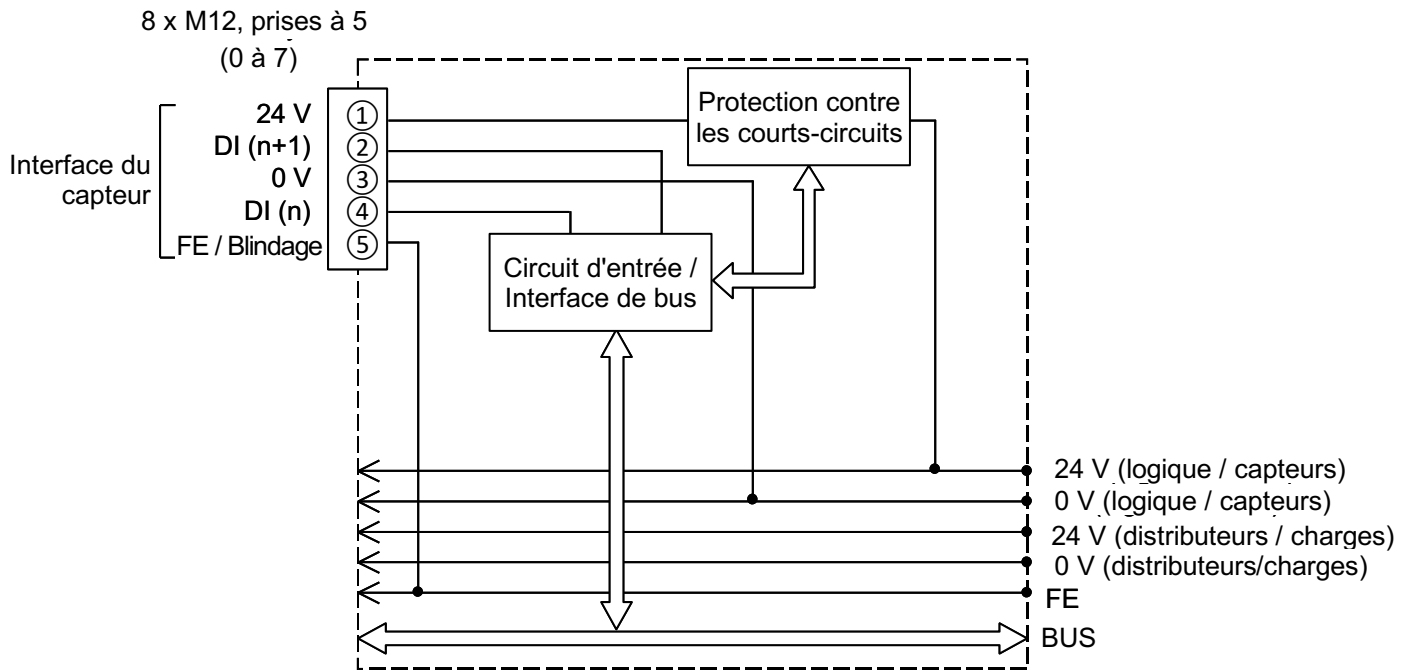 8 x M12, prises à 5
(0 à 7)
Interface du
capteur
24 V
DI (n+1)
0 V
DI (n)
FE / Blindage
1
2
3
4
5
Protection contre
les courts-circuits
Circuit d'entrée /
Interface de bus
24 V (logique / capteurs)
0 V (logique / capteurs)
24 V (distributeurs / charges)
0 V (distributeurs/charges)
FE
BUS